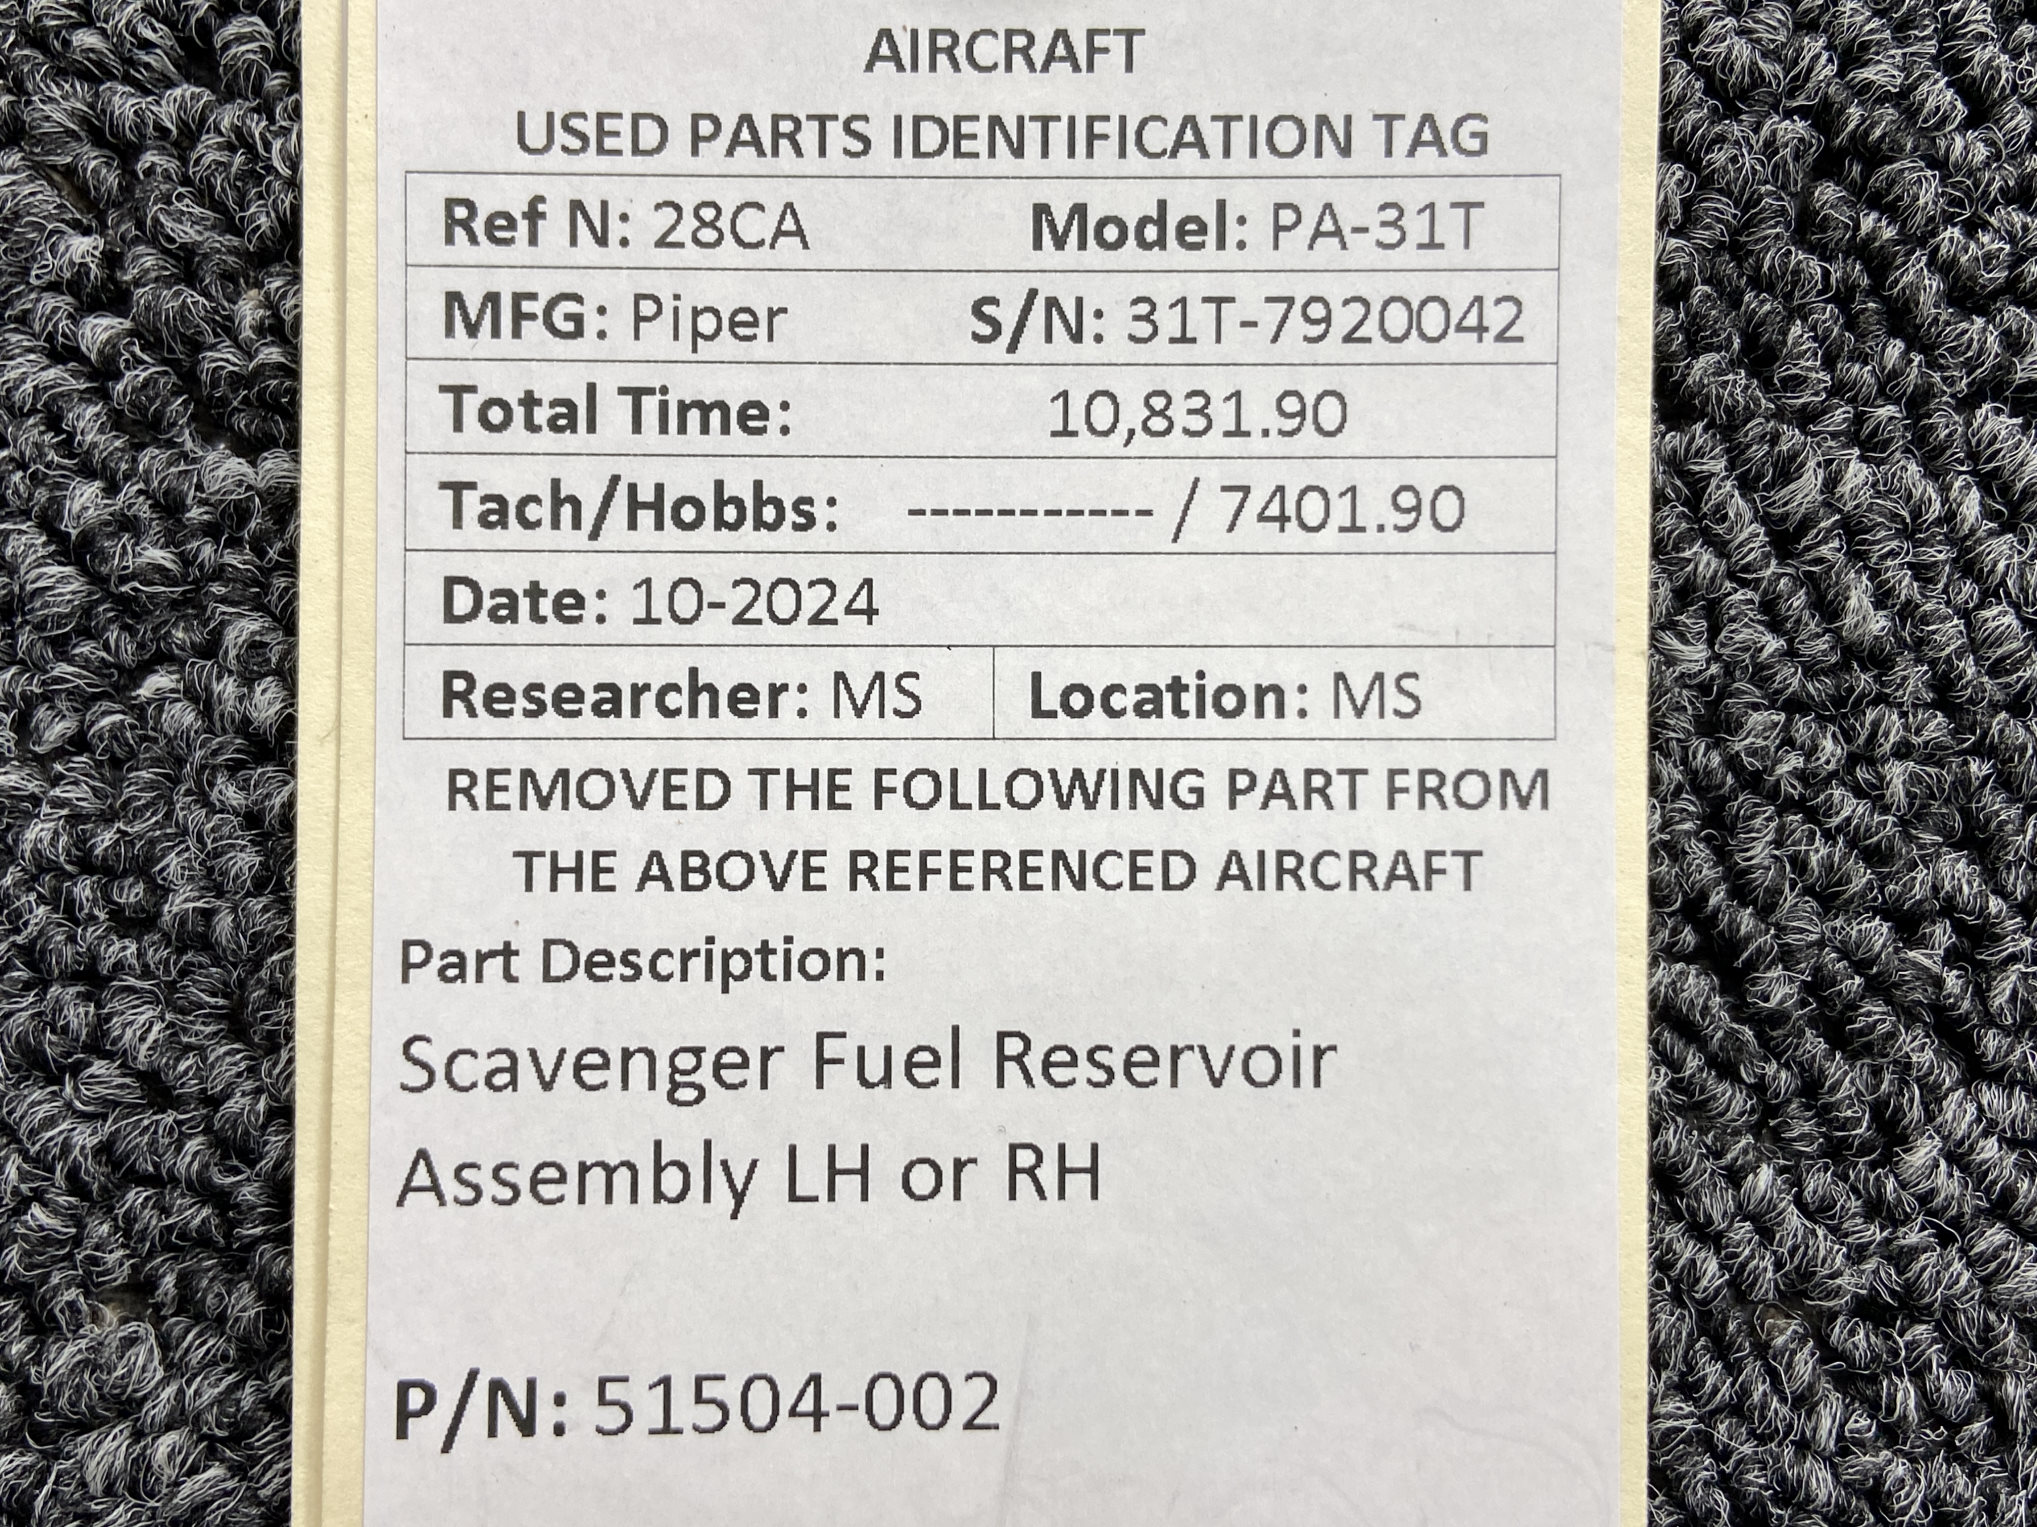 AIRCRAFT
USED PARTS IDENTIFICATION TAG
Ref N: 28CA Model: PA-31T
MFG: Piper S/N: 31T-7920042
Total Time: 10,831.90
Tach/Hobbs: ----------- / 7401.90
Date: 10-2024
Researcher: MS Location: MS
REMOVED THE FOLLOWING PART FROM
THE ABOVE REFERENCED AIRCRAFT
Part Description:
Scavenger Fuel Reservoir
Assembly LH or RH
P/N: 51504-002